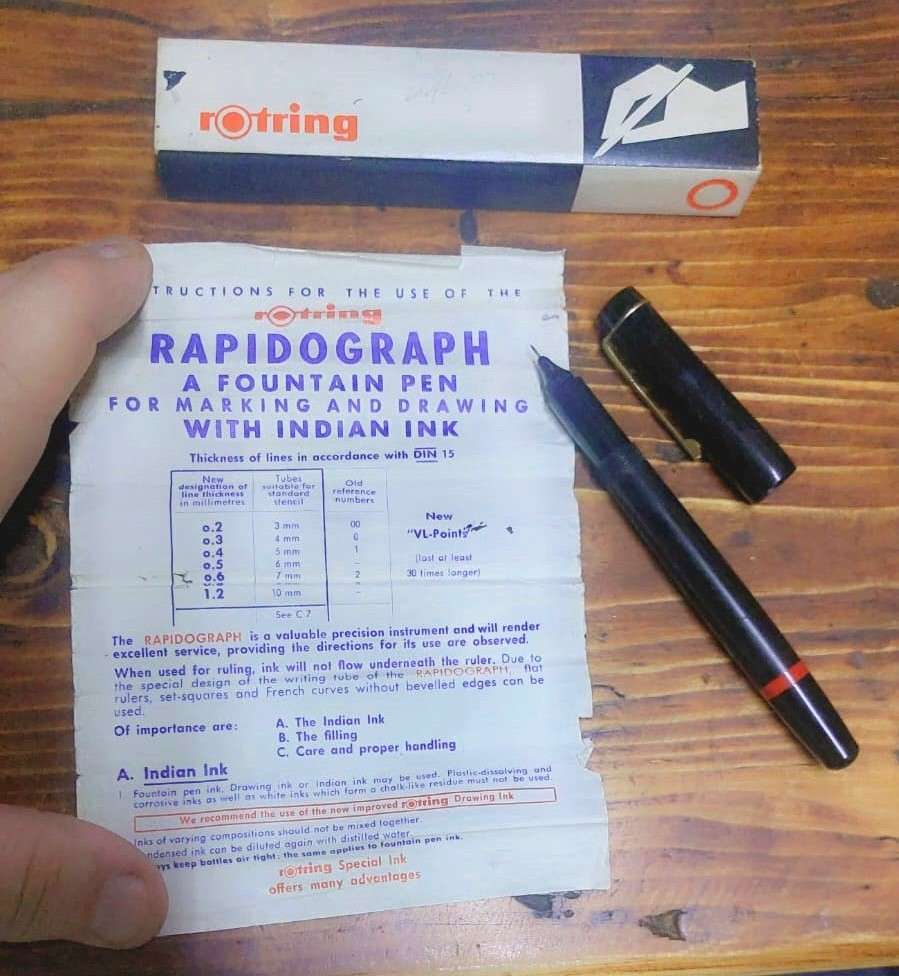 rotring
TRUCTIONS FOR THE USE OF THE
rotring
RAPIDOGRAPH
A FOUNTAIN PEN
FOR MARKING AND DRAWING
WITH INDIAN INK
Thickness of lines in accordance with DIN 15
New designation of line thickness in millimetres
Tubes suitable for standard stencil
Old reference numbers
0.2 3 mm 00
0.3 4 mm 0
0.4 5 mm 1
0.5 6 mm –
0.6 7 mm 2
1.2 10 mm –
See C 7
New
"VL-Points"
(last at least
30 times longer)
The RAPIDOGRAPH is a valuable precision instrument and will render
excellent service, providing the directions for its use are observed.
When used for ruling, ink will not flow underneath the ruler. Due to
the special design of the writing tube of the RAPIDOGRAPH, flat
rulers, set-squares and French curves without bevelled edges can be
used.
Of importance are: A. The Indian Ink
B. The filling
C. Care and proper handling
A. Indian Ink
1 Fountain pen ink. Drawing ink or indian ink may be used. Plastic-dissolving and
corrosive inks as well as white inks which form a chalk-like residue must not be used.
We recommend the use of the now improved rotring Drawing Ink
Inks of varying compositions should not be mixed together.
ndensed ink can be diluted again with distilled water.
ays keep bottles air tight: the same applies to fountain pen ink.
rotring Special Ink
offers many advantages